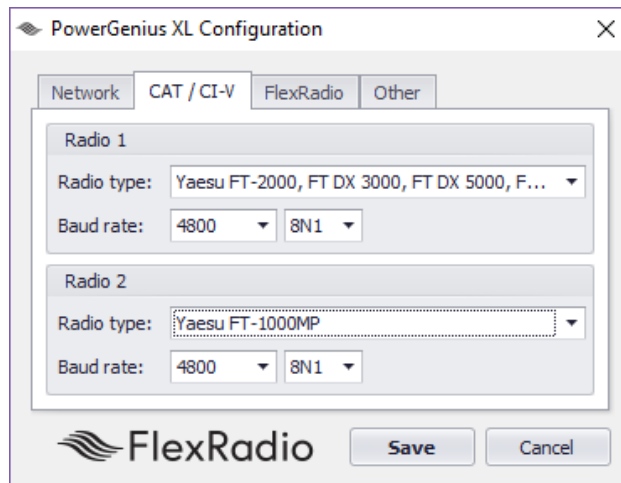 PowerGenius XL Configuration
Network CAT / CI-V FlexRadio Other
Radio 1
Radio type: Yaesu FT-2000, FT DX 3000, FT DX 5000, F...
Baud rate: 4800 8N1
Radio 2
Radio type: Yaesu FT-1000MP
Baud rate: 4800 8N1
FlexRadio Save Cancel